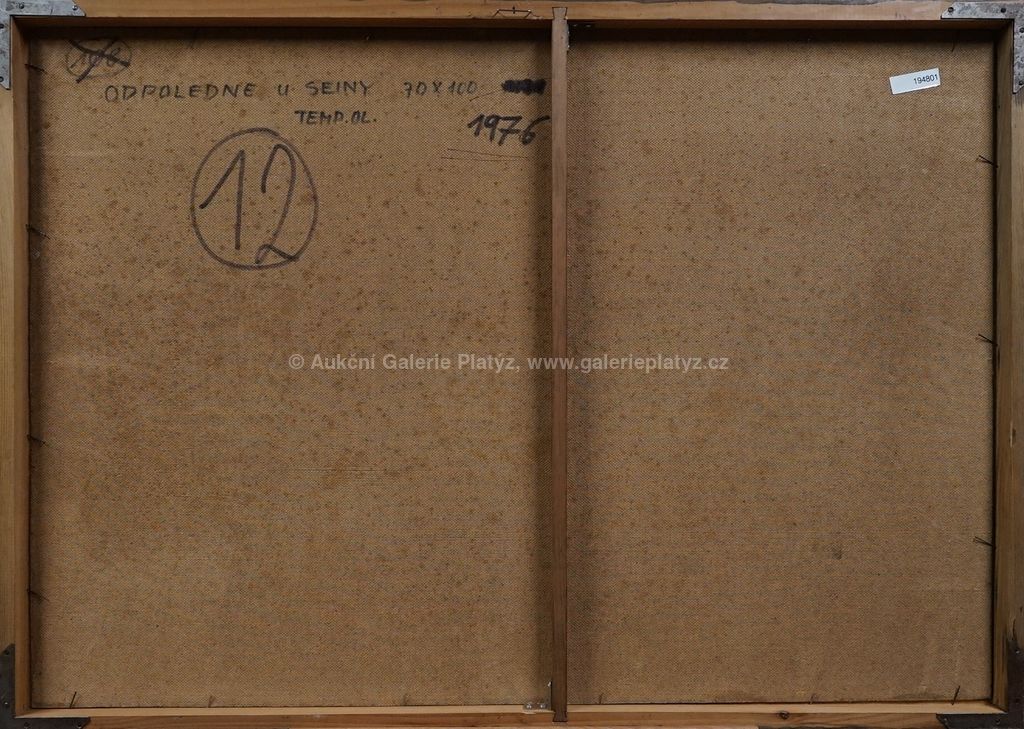 ODPOLEDNE U SEINY 70X100
TEMP.OL.
1976
12
194801
© Aukční Galerie Platýz, www.galerieplatyz.cz